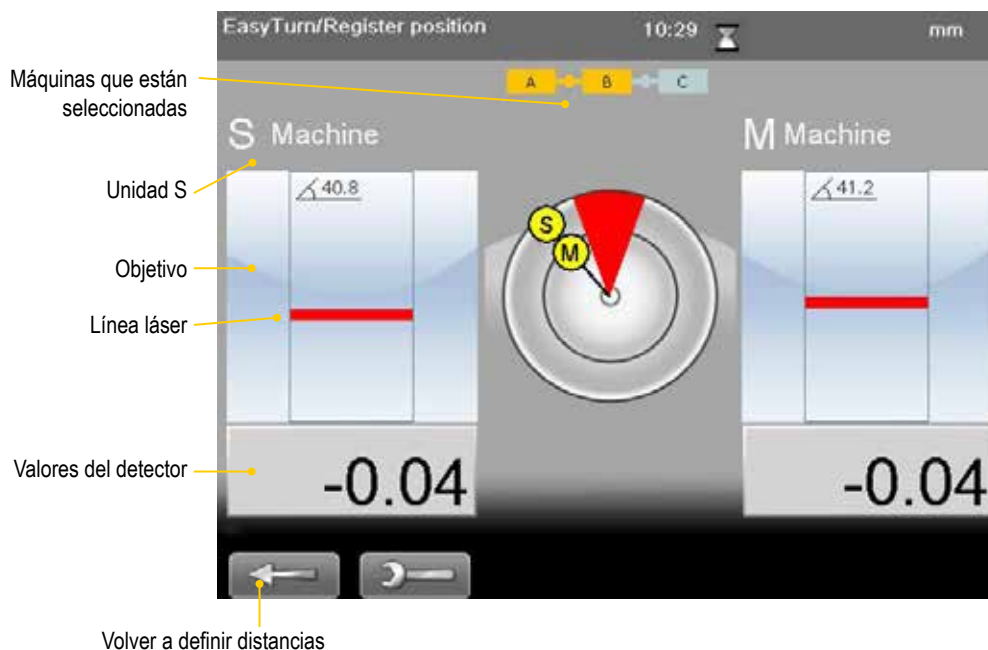 EasyTurn/Register position
10:29
mm
Máquinas que están
seleccionadas
A
B
C
S Machine
M Machine
Unidad S
40.8
41.2
S
M
Objetivo
Línea láser
Valores del detector
-0.04
-0.04
Volver a definir distancias